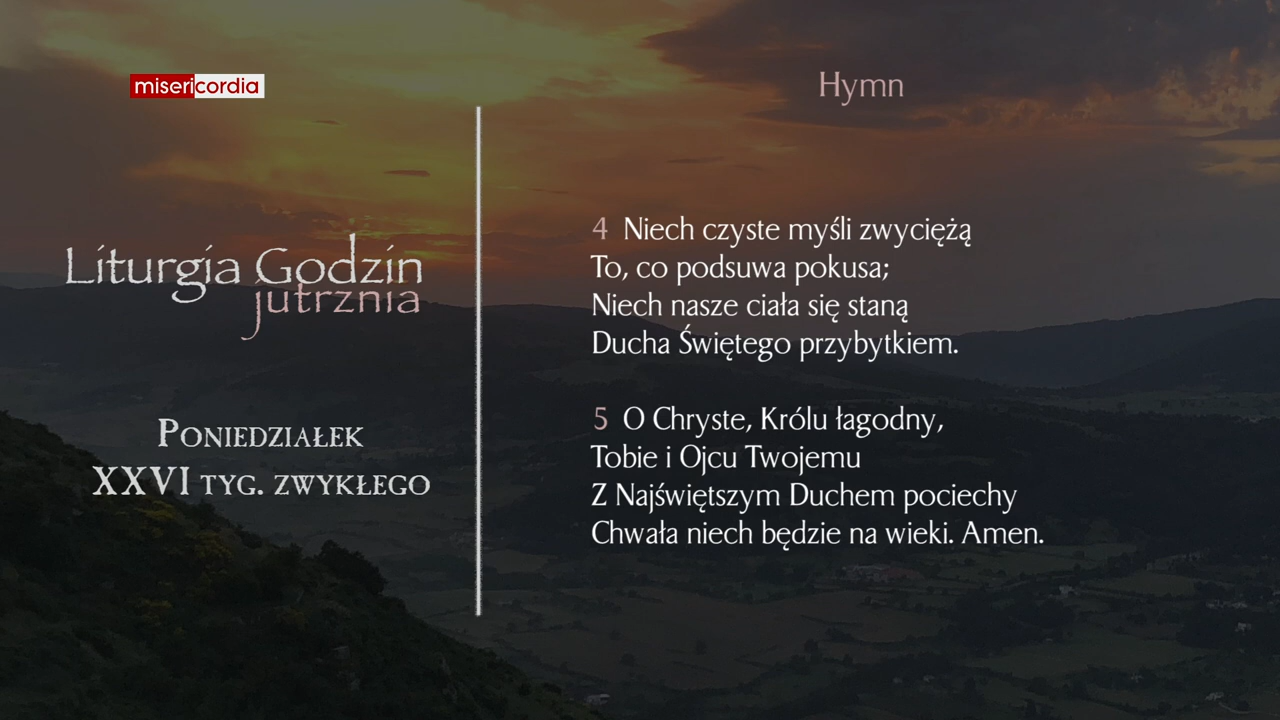 misericordia
Liturgia Godzin
jutrznia
Poniedziałek
XXVI tyg. zwykłego
Hymn
4 Niech czyste myśli zwyciężą
To, co podsuwa pokusa;
Niech nasze ciała się staną
Ducha Świętego przybytkiem.
5 O Chryste, Królu łagodny,
Tobie i Ojcu Twojemu
Z Najświętszym Duchem pociechy
Chwała niech będzie na wieki. Amen.